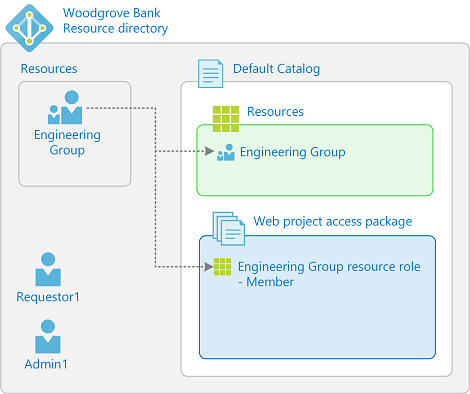 Woodgrove Bank
Resource directory
Resources
Engineering
Group
Requestor1
Admin1
Default Catalog
Resources
Engineering Group
Web project access package
Engineering Group resource role
- Member